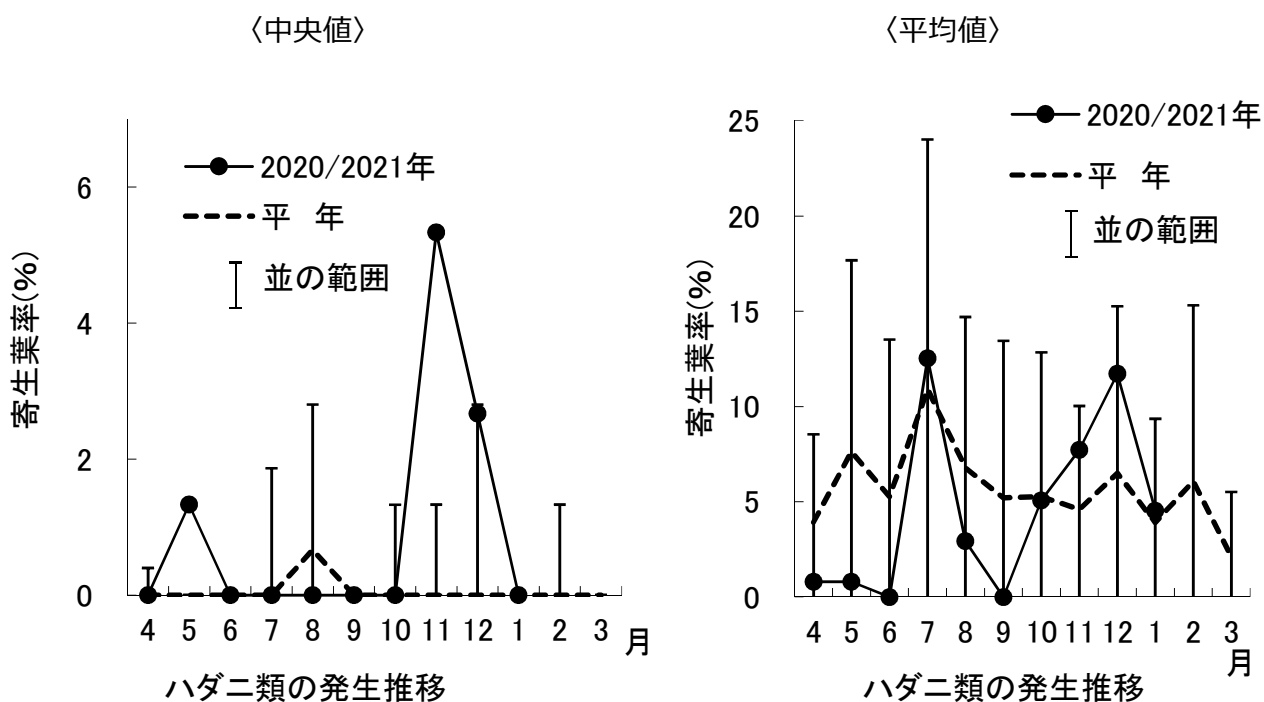 〈中央値〉
寄生葉率(%)
6
4
2
0
2020/2021年
平 年
並の範囲
4 5 6 7 8 9 10 11 12 1 2 3 月
ハダニ類の発生推移
〈平均値〉
寄生葉率(%)
25
20
15
10
5
0
2020/2021年
平 年
並の範囲
4 5 6 7 8 9 10 11 12 1 2 3
月
ハダニ類の発生推移